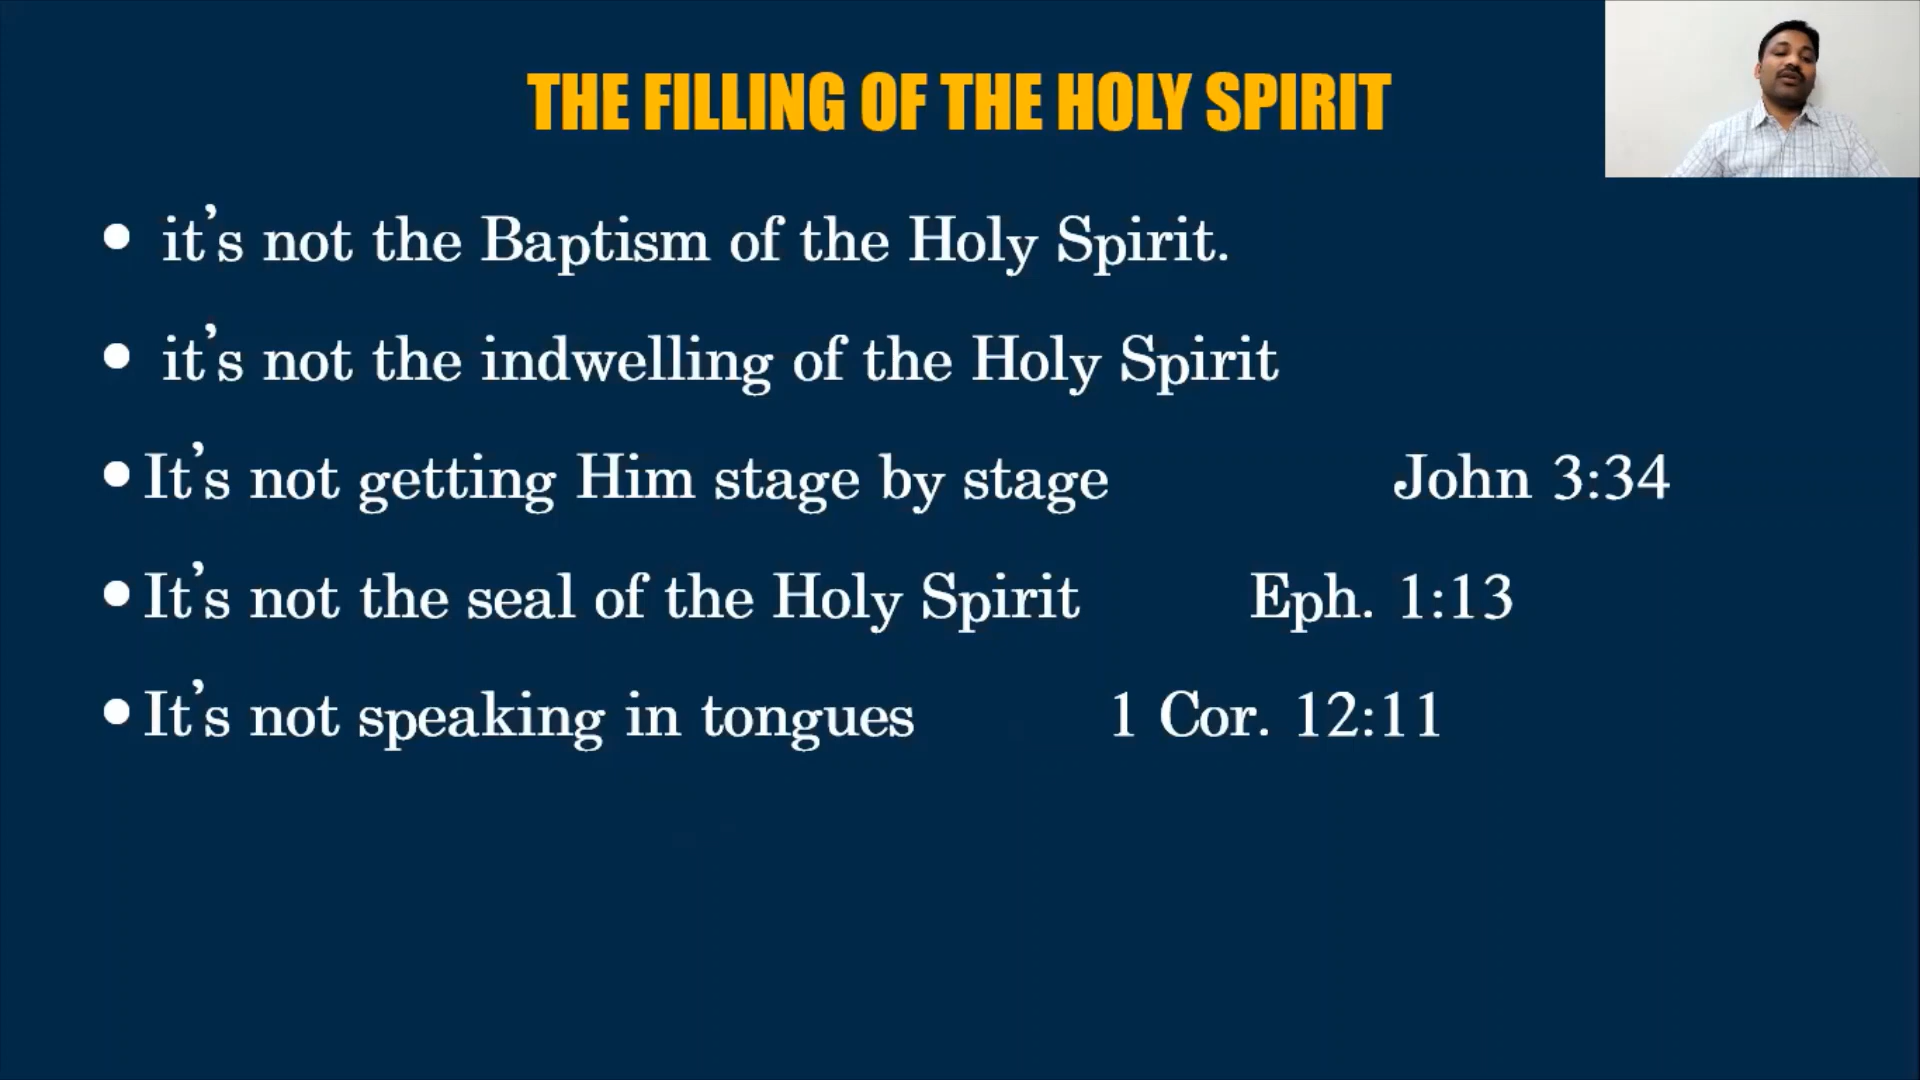 THE FILLING OF THE HOLY SPIRIT
• it's not the Baptism of the Holy Spirit.
• it's not the indwelling of the Holy Spirit
• It's not getting Him stage by stage John 3:34
• It's not the seal of the Holy Spirit Eph. 1:13
• It's not speaking in tongues 1 Cor. 12:11